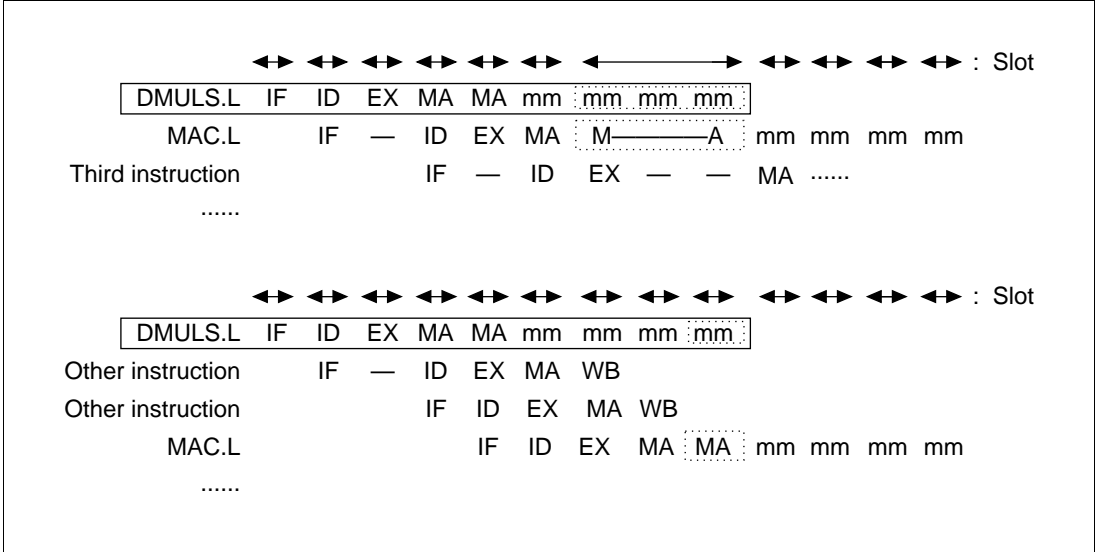 : Slot
DMULS.L IF ID EX MA MA mm mm mm mm
MAC.L IF — ID EX MA M————A mm mm mm mm
Third instruction IF — ID EX — — MA ······
······
: Slot
DMULS.L IF ID EX MA MA mm mm mm mm
Other instruction IF — ID EX MA WB
Other instruction IF ID EX MA WB
MAC.L IF ID EX MA MA mm mm mm mm
······